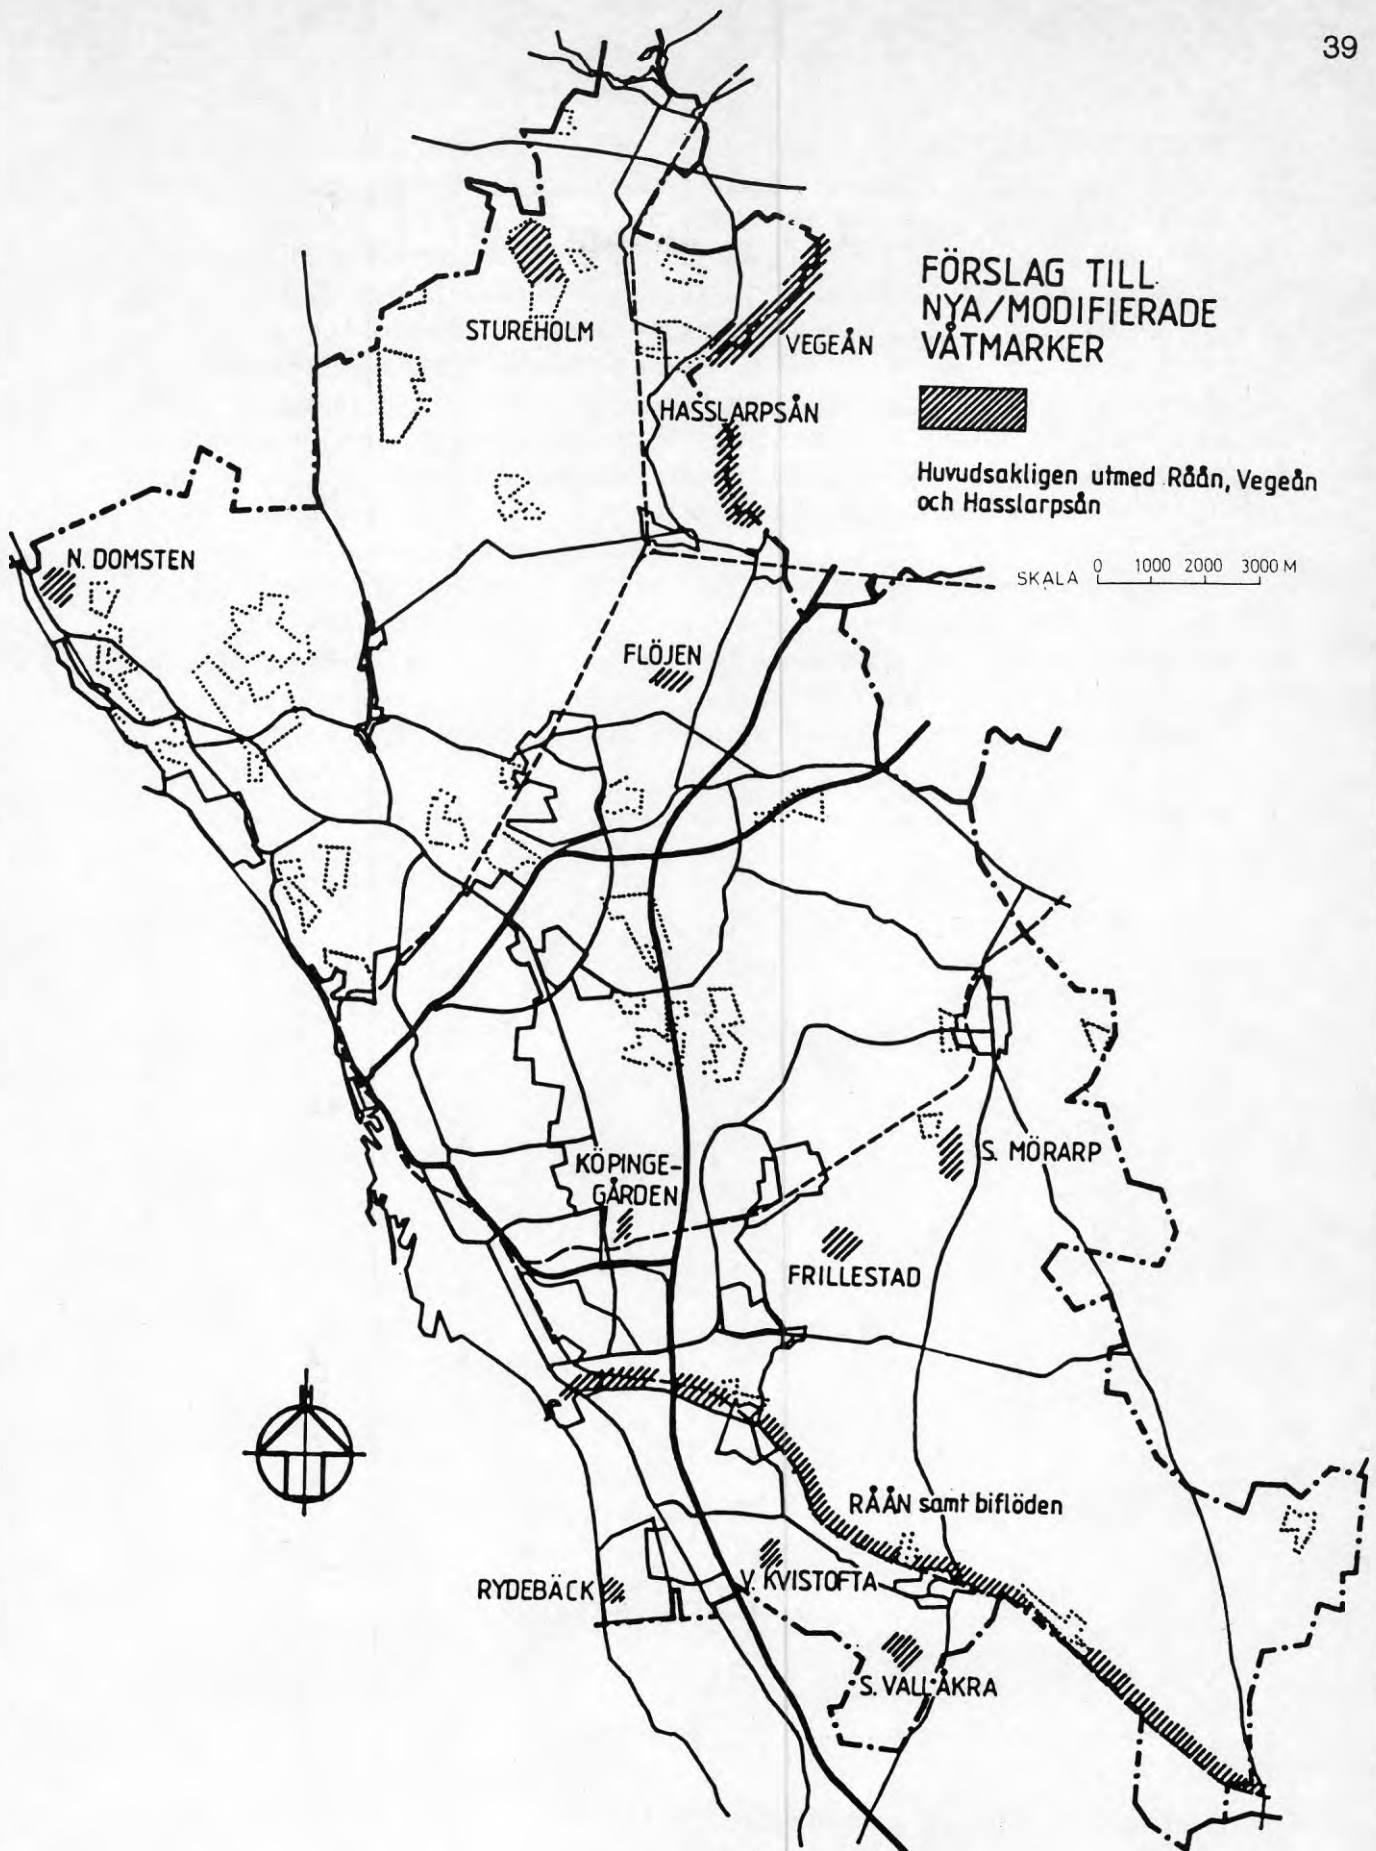 39
FÖRSLAG TILL
NYA/MODIFIERADE
VÅTMARKER
Huvudsakligen utmed Råån, Vegeån
och Hasslarpsån
SKALA 0 1000 2000 3000 M
STUREHOLM
VEGEÅN
HASSLARPSÅN
N. DOMSTEN
FLÖJEN
S. MÖRARP
KÖPINGE-
GÅRDEN
FRILLESTAD
RÅÅN samt biflöden
RYDEBÄCK
V. KVISTOFTA
S. VALLÅKRA
N